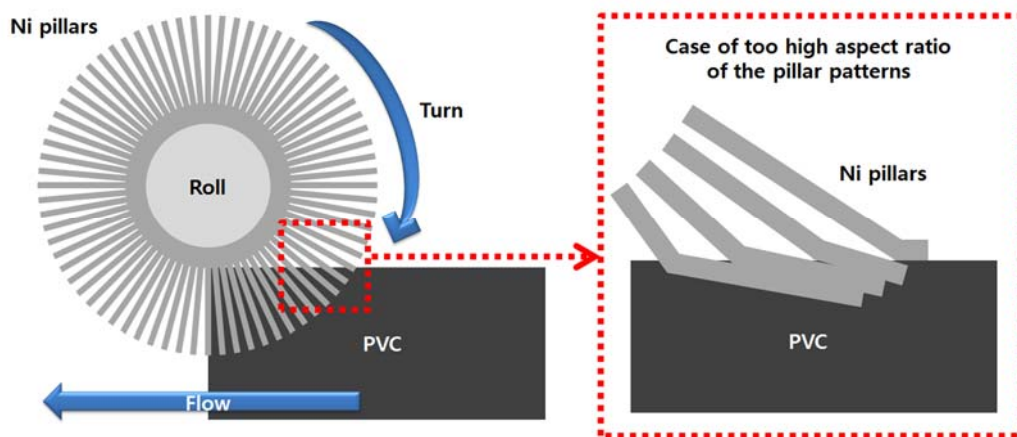 Ni pillars
Turn
Roll
PVC
Flow
Case of too high aspect ratio
of the pillar patterns
Ni pillars
PVC